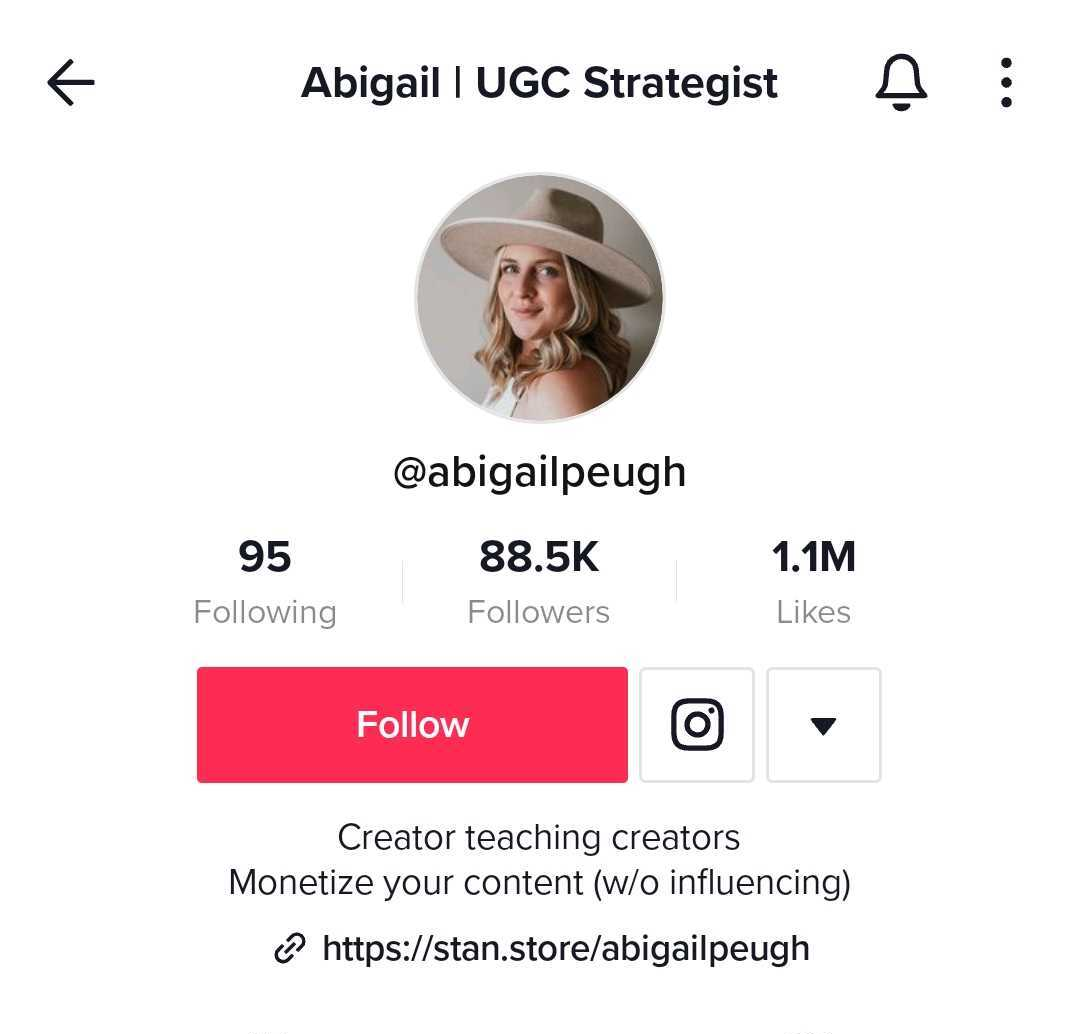 Abigail | UGC Strategist
@abigailpeugh
95 88.5K 1.1M
Following Followers Likes
Follow
Creator teaching creators
Monetize your content (w/o influencing)
https://stan.store/abigailpeugh